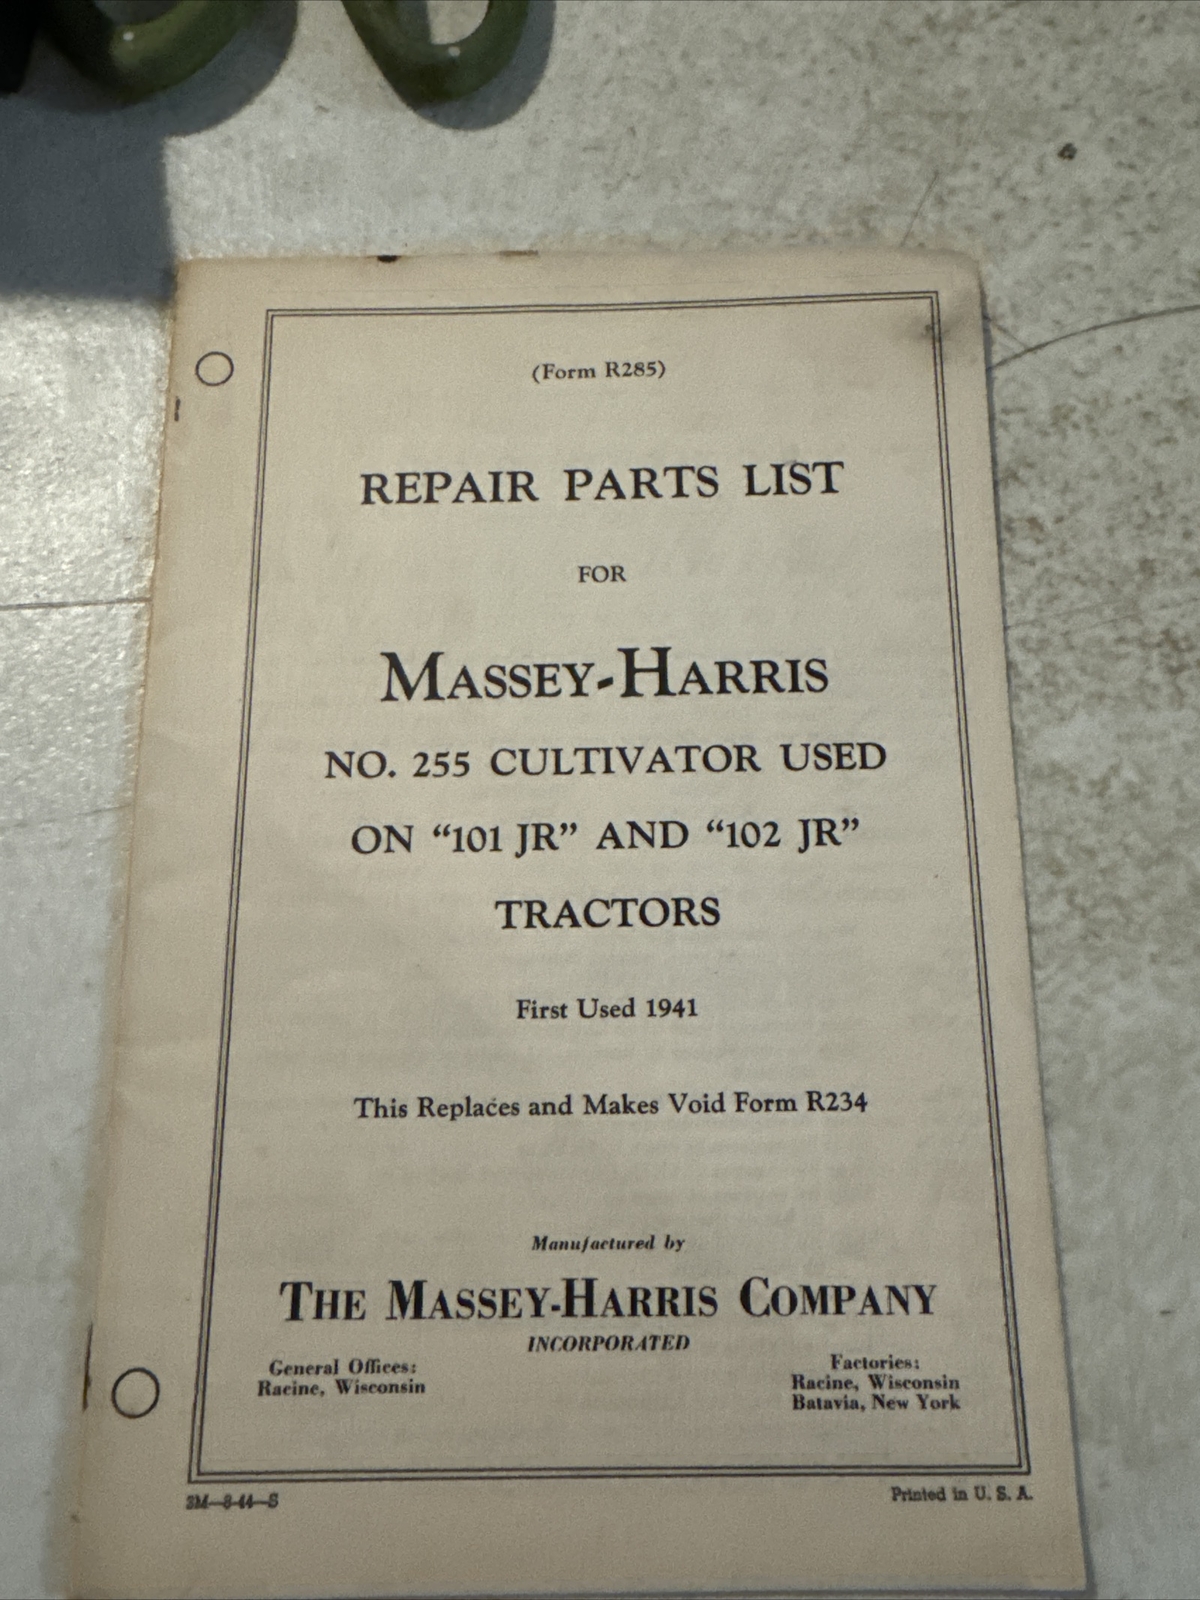 (Form R285)
REPAIR PARTS LIST
FOR
MASSEY-HARRIS
NO. 255 CULTIVATOR USED
ON “101 JR” AND “102 JR”
TRACTORS
First Used 1941
This Replaces and Makes Void Form R234
Manufactured by
THE MASSEY-HARRIS COMPANY
INCORPORATED
General Offices:
Racine, Wisconsin
Factories:
Racine, Wisconsin
Batavia, New York
Printed in U. S. A.